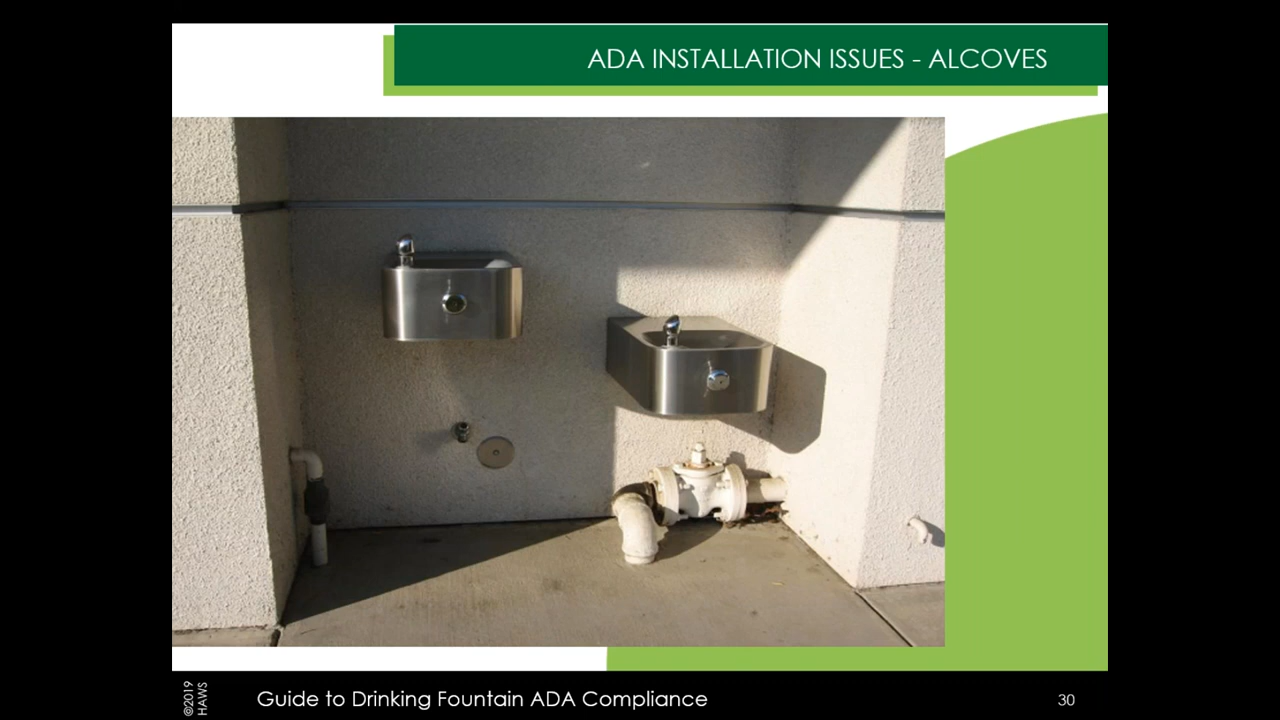 ADA INSTALLATION ISSUES - ALCOVES
©2019
HAWS
Guide to Drinking Fountain ADA Compliance
30